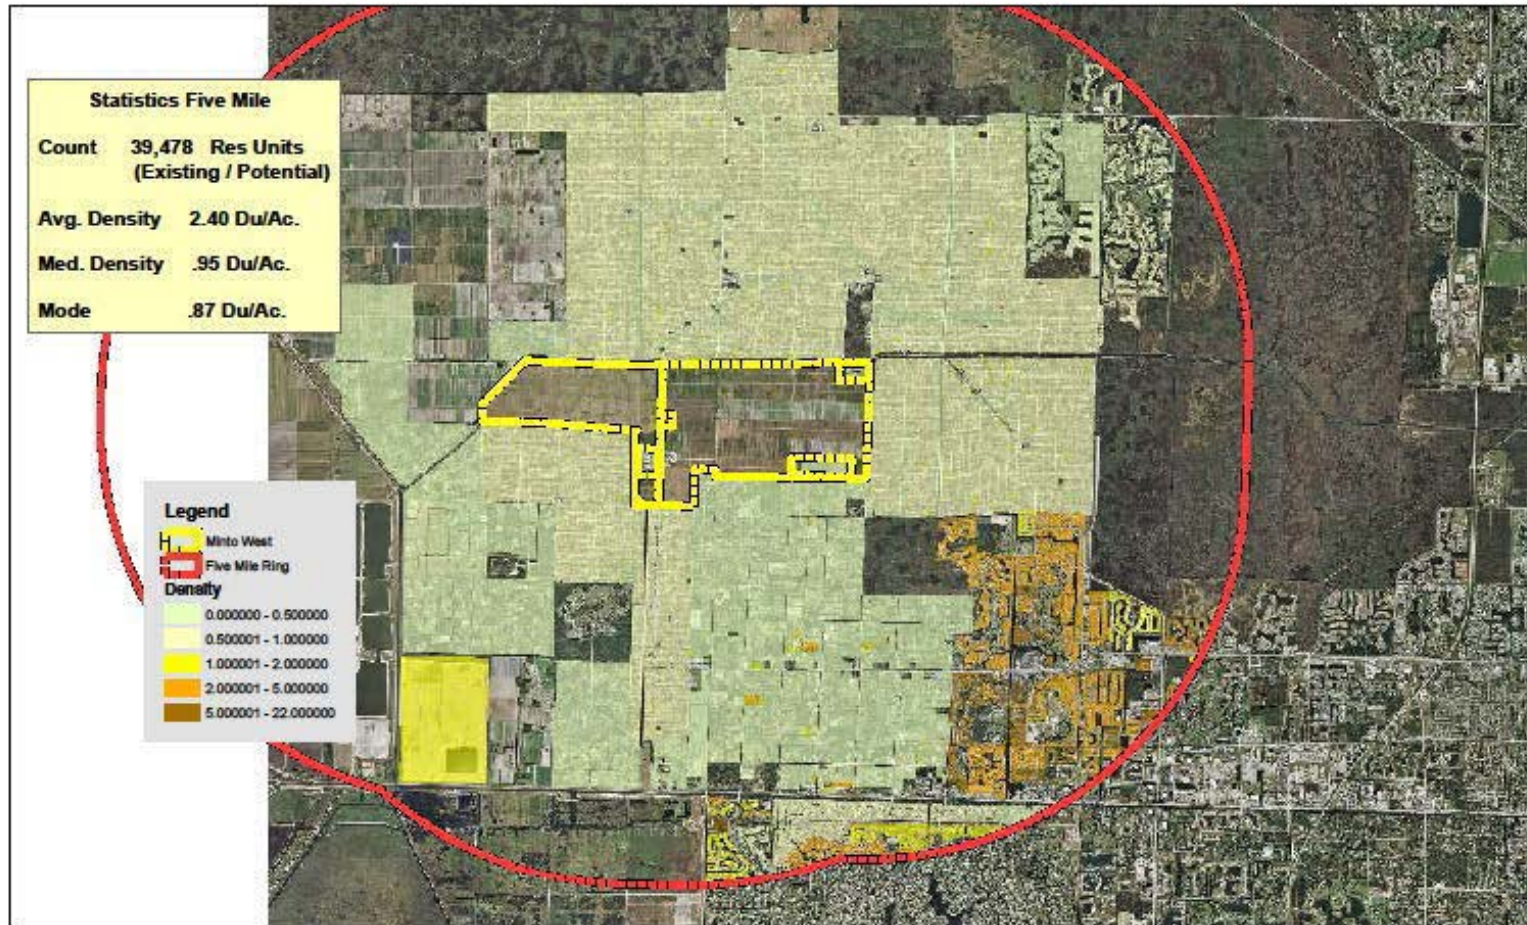 Statistics Five Mile
Count 39,478 Res Units
(Existing / Potential)
Avg. Density 2.40 Du/Ac.
Med. Density .95 Du/Ac.
Mode .87 Du/Ac.
Legend
Minto West
Five Mile Ring
Density
0.000000 - 0.500000
0.500001 - 1.000000
1.000001 - 2.000000
2.000001 - 5.000000
5.000001 - 22.000000